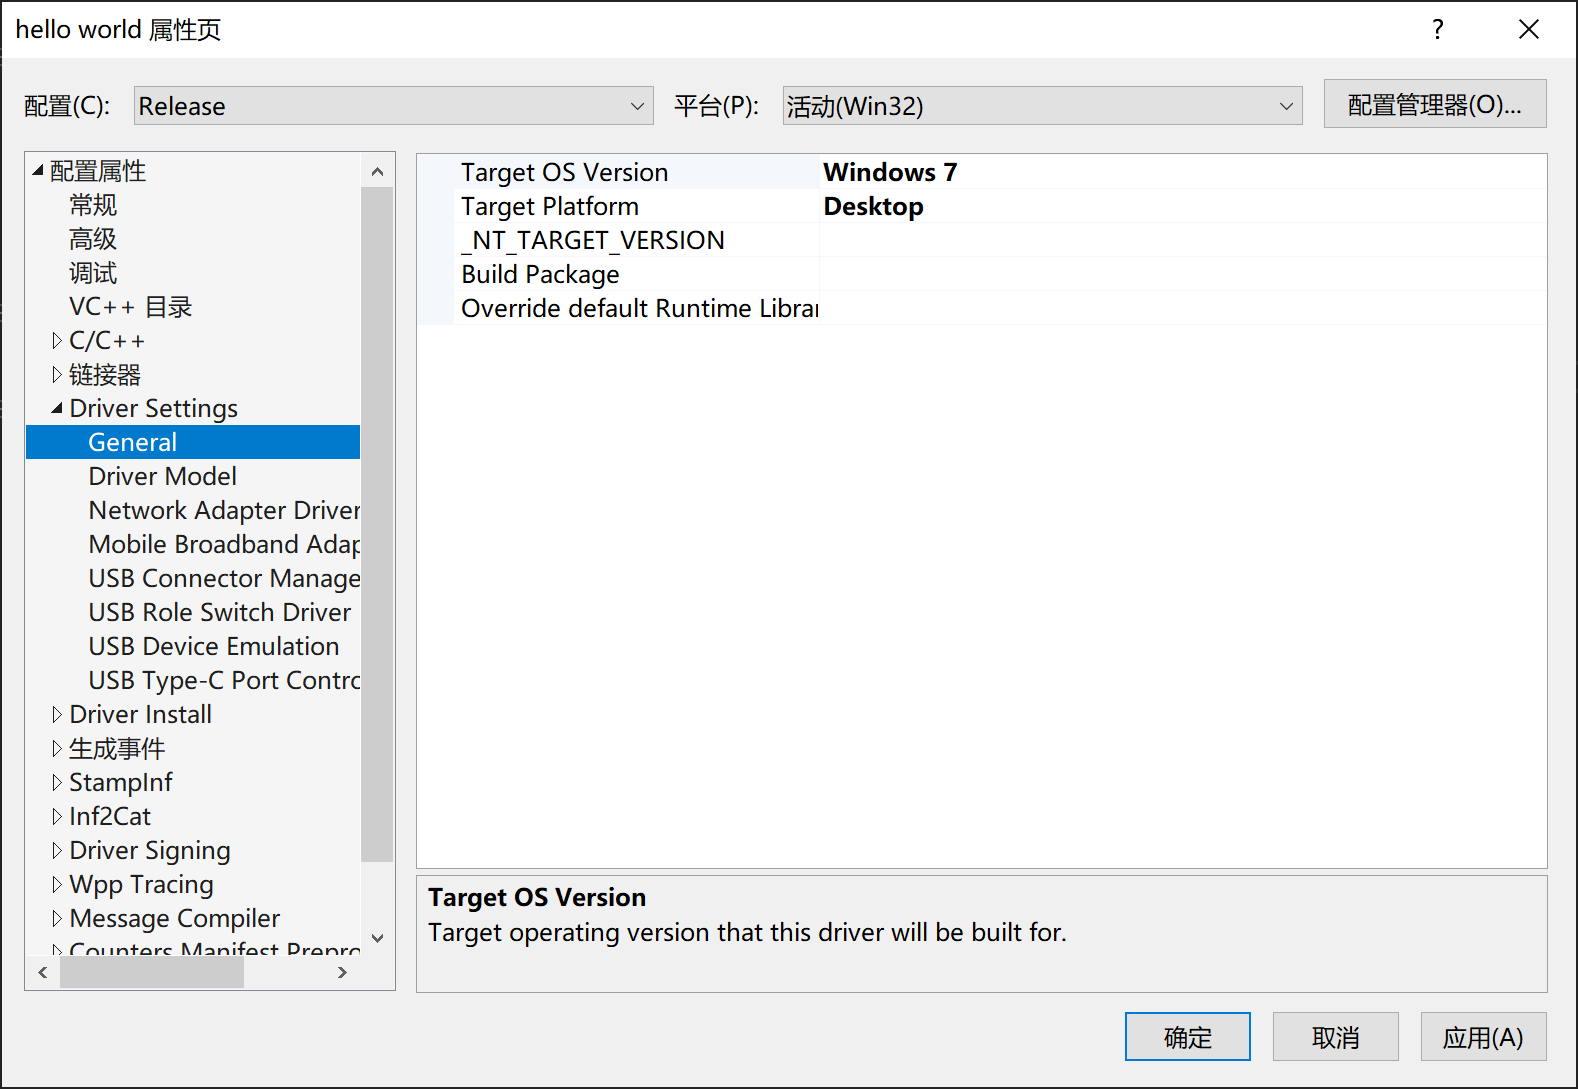 hello world 属性页
?
配置(C): Release 平台(P): 活动(Win32) 配置管理器(O)...
配置属性
常规
高级
调试
VC++ 目录
C/C++
链接器
Driver Settings
General
Driver Model
Network Adapter Driver
Mobile Broadband Adap
USB Connector Manage
USB Role Switch Driver
USB Device Emulation
USB Type-C Port Contro
Driver Install
生成事件
StampInf
Inf2Cat
Driver Signing
Wpp Tracing
Message Compiler
Counters Manifest Prepro
Target OS Version Windows 7
Target Platform Desktop
_NT_TARGET_VERSION
Build Package
Override default Runtime Librar
Target OS Version
Target operating version that this driver will be built for.
确定 取消 应用(A)